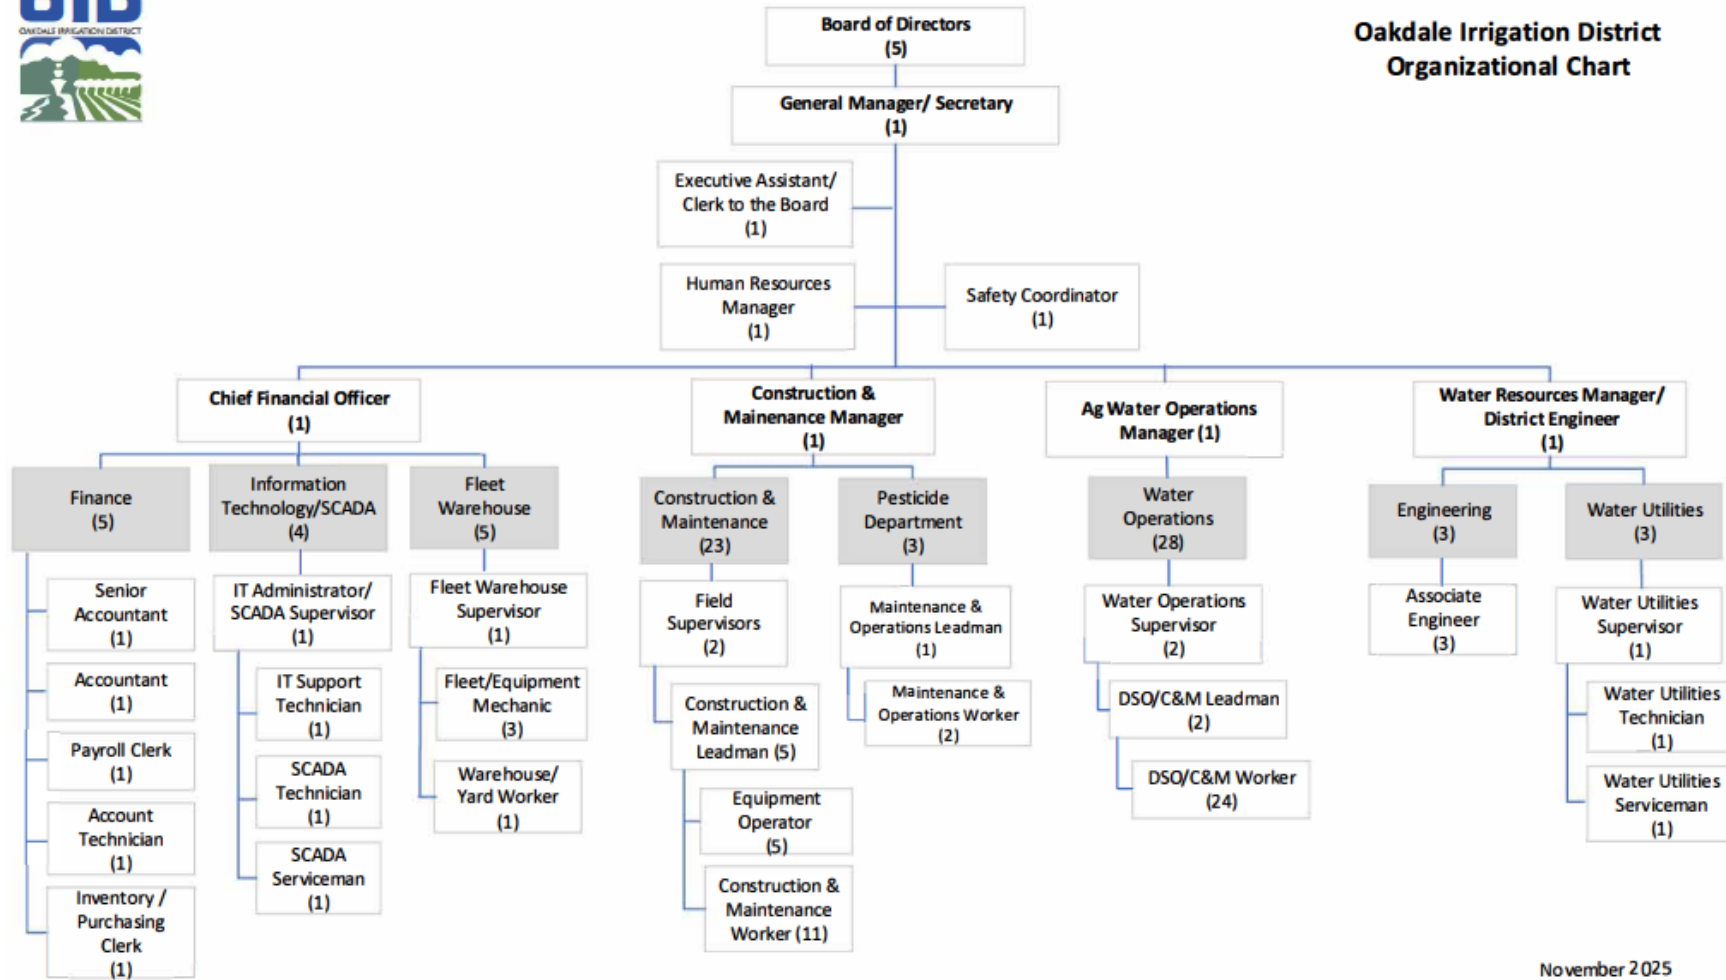 OAKDALE IRRIGATION DISTRICT
Oakdale Irrigation District
Organizational Chart
Board of Directors
(5)
General Manager/ Secretary
(1)
Executive Assistant/
Clerk to the Board
(1)
Human Resources
Manager
(1)
Safety Coordinator
(1)
Chief Financial Officer
(1)
Construction &
Mainenance Manager
(1)
Ag Water Operations
Manager (1)
Water Resources Manager/
District Engineer
(1)
Finance
(5)
Information
Technology/SCADA
(4)
Fleet
Warehouse
(5)
Construction &
Maintenance
(23)
Pesticide
Department
(3)
Water
Operations
(28)
Engineering
(3)
Water Utilities
(3)
Senior
Accountant
(1)
Accountant
(1)
Payroll Clerk
(1)
Account
Technician
(1)
Inventory /
Purchasing
Clerk
(1)
IT Administrator/
SCADA Supervisor
(1)
IT Support
Technician
(1)
SCADA
Technician
(1)
SCADA
Serviceman
(1)
Fleet Warehouse
Supervisor
(1)
Fleet/Equipment
Mechanic
(3)
Warehouse/
Yard Worker
(1)
Field
Supervisors
(2)
Construction &
Maintenance
Leadman (5)
Equipment
Operator
(5)
Construction &
Maintenance
Worker (11)
Maintenance &
Operations Leadman
(1)
Maintenance &
Operations Worker
(2)
Water Operations
Supervisor
(2)
DSO/C&M Leadman
(2)
DSO/C&M Worker
(24)
Associate
Engineer
(3)
Water Utilities
Supervisor
(1)
Water Utilities
Technician
(1)
Water Utilities
Serviceman
(1)
November 2025